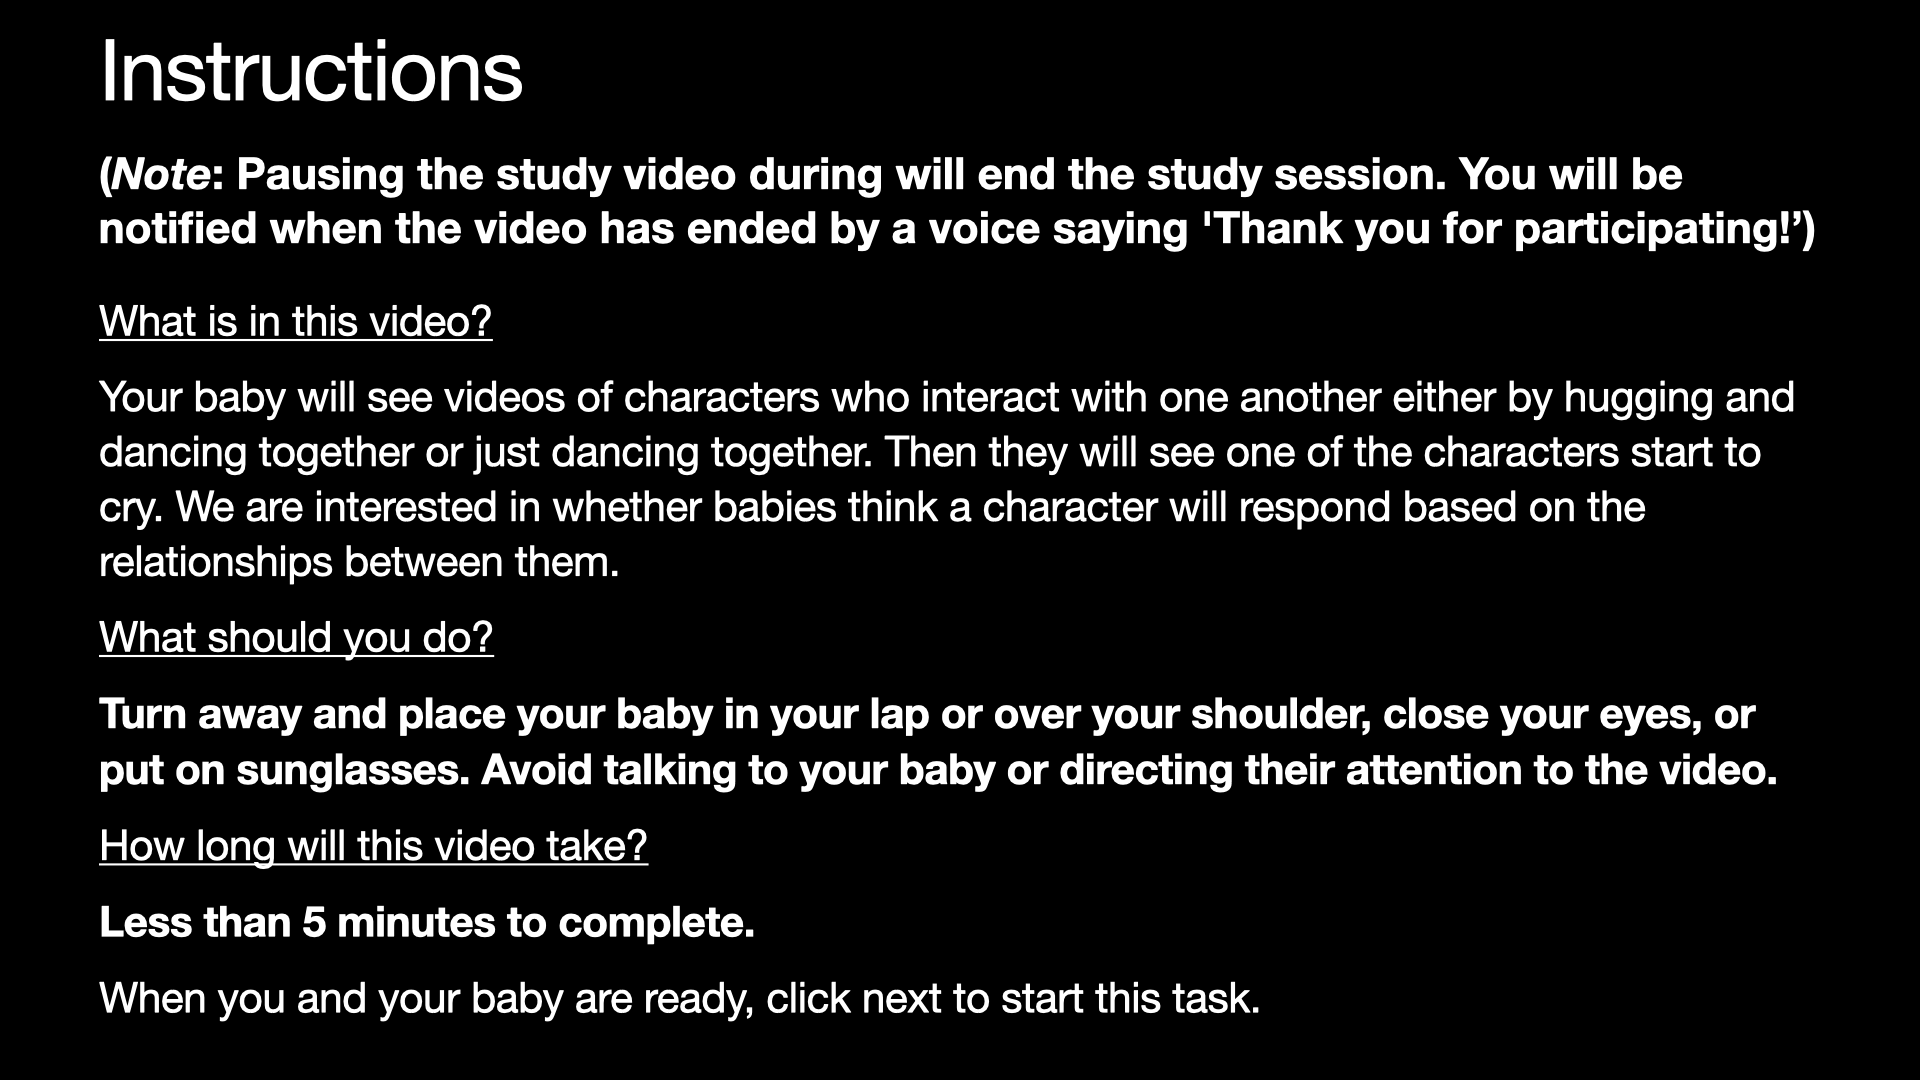 Instructions
(Note: Pausing the study video during will end the study session. You will be
notified when the video has ended by a voice saying 'Thank you for participating!’)
What is in this video?
Your baby will see videos of characters who interact with one another either by hugging and
dancing together or just dancing together. Then they will see one of the characters start to
cry. We are interested in whether babies think a character will respond based on the
relationships between them.
What should you do?
Turn away and place your baby in your lap or over your shoulder, close your eyes, or
put on sunglasses. Avoid talking to your baby or directing their attention to the video.
How long will this video take?
Less than 5 minutes to complete.
When you and your baby are ready, click next to start this task.